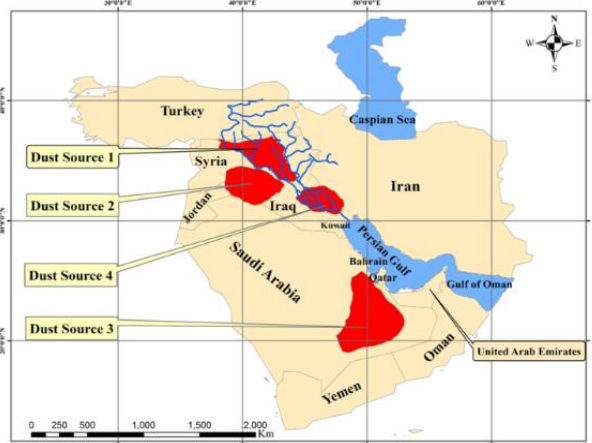 20°0'0"E 40°0'0"E 50°0'0"E 60°0'0"E
N
W E
S
Turkey
Caspian Sea
Dust Source 1
Syria
Iran
Dust Source 2
Jordan
Iraq
Kuwait
Persian Gulf
Saudi Arabia
Bahrain
Qatar
Dust Source 4
Gulf of Oman
Dust Source 3
Oman
United Arab Emirates
Yemen
0 250 500 1,000 1,500 2,000
Km